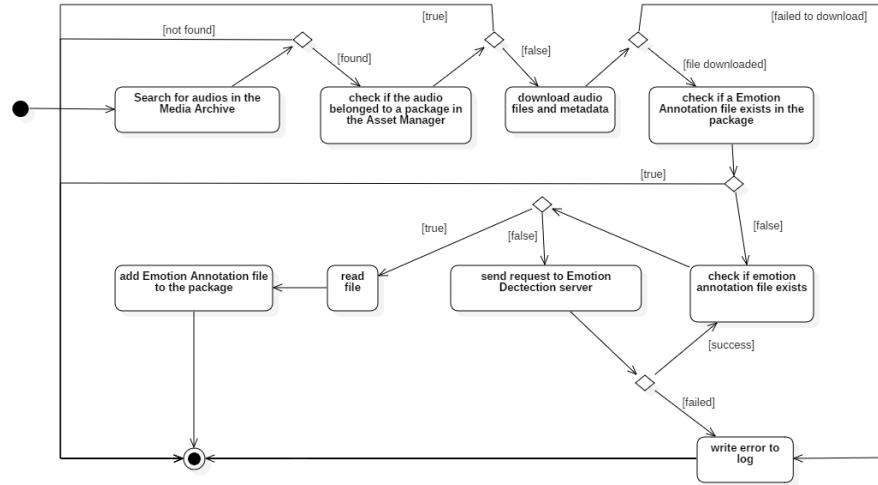 [true]
[failed to download]
[not found]
[found]
[false]
[file downloaded]
Search for audios in the
Media Archive
check if the audio
belonged to a package in
the Asset Manager
download audio
files and metadata
check if a Emotion
Annotation file exists in the
package
[true]
[true]
[false]
[false]
add Emotion Annotation file
to the package
read
file
send request to Emotion
Dectection server
check if emotion
annotation file exists
[success]
[failed]
write error to
log